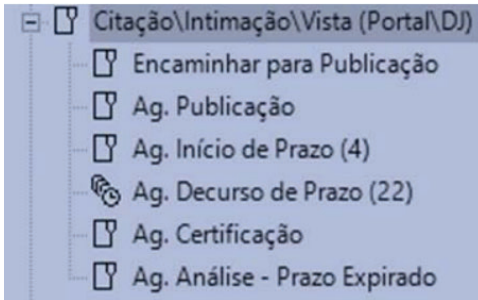 Citação\Intimação\Vista (Portal\DJ)
Encaminhar para Publicação
Ag. Publicação
Ag. Início de Prazo (4)
Ag. Decurso de Prazo (22)
Ag. Certificação
Ag. Análise - Prazo Expirado